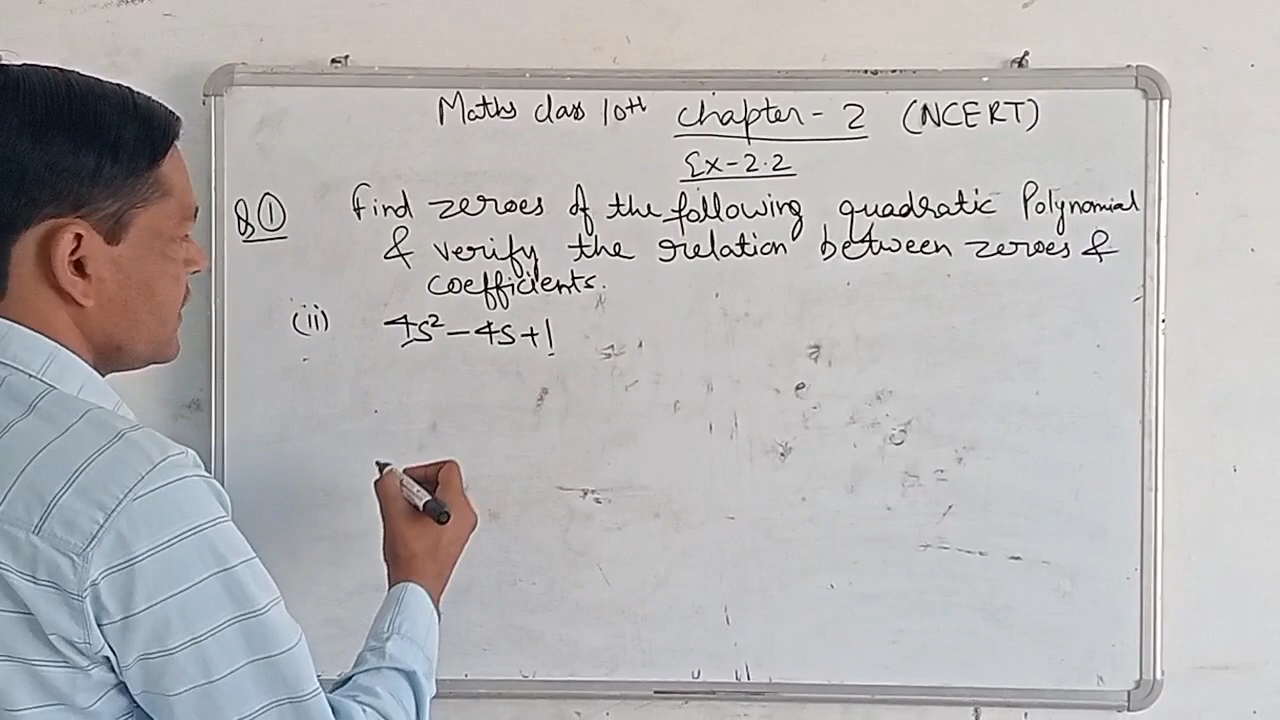 Maths class 10th chapter - 2 (NCERT)
Ex-2.2
Q① Find zeroes of the following quadratic Polynomial
& verify the relation between zeroes &
coefficients.
(ii) 4s²-4s+1